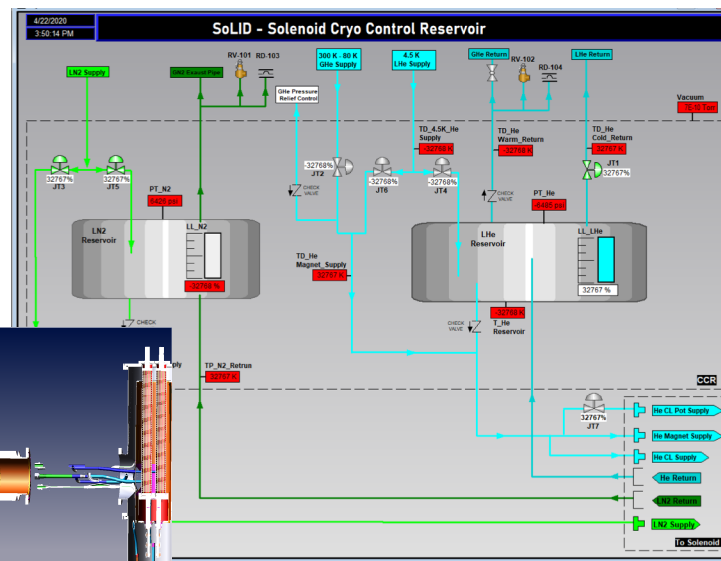 4/22/2020
3:50:14 PM
SoLID - Solenoid Cryo Control Reservoir
LN2 Supply
GN2 Exaust Pipe
RV-101
RD-103
300 K - 80 K
GHe Supply
4.5 K
LHe Supply
GHe Return
RV-102
RD-104
LHe Return
GHe Pressure
Relief Control
Vacuum
7E-10 Torr
TD_4.5K_He
Supply
-32768 K
TD_He
Warm_Return
-32768 K
TD_He
Cold_Return
32767 K
32767%
JT3
32767%
JT5
-32768%
JT2
-32768%
JT6
-32768%
JT4
JT1
32767%
CHECK
VALVE
CHECK
VALVE
PT_N2
PT_He
LN2
Reservoir
LL_N2
-32768 %
LHe
Reservoir
LL_LHe
32767 %
TD_He
Magnet_Supply
32767 K
-32768 K
T_He
Reservoir
CHECK
CHECK
VALVE
TP_N2_Retrun
32767 K
CCR
32767%
JT7
He CL Pot Supply
He Magnet Supply
He CL Supply
He Return
LN2 Return
LN2 Supply
To Solenoid